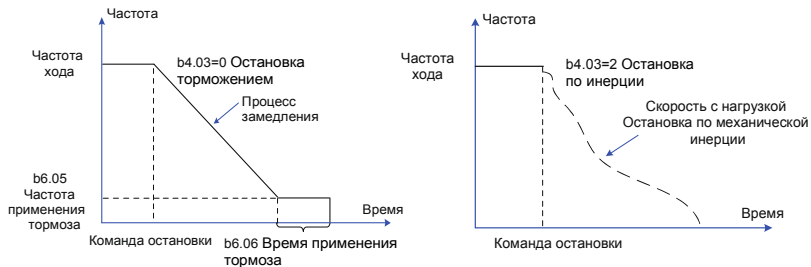 Частота
Частота
хода
b4.03=0 Остановка
торможением
Процесс
замедления
b6.05
Частота
применения
тормоза
Время
Команда остановки
b6.06 Время применения
тормоза
Частота
Частота
хода
b4.03=2 Остановка
по инерции
Скорость с нагрузкой
Остановка по механической
инерции
Время
Команда остановки